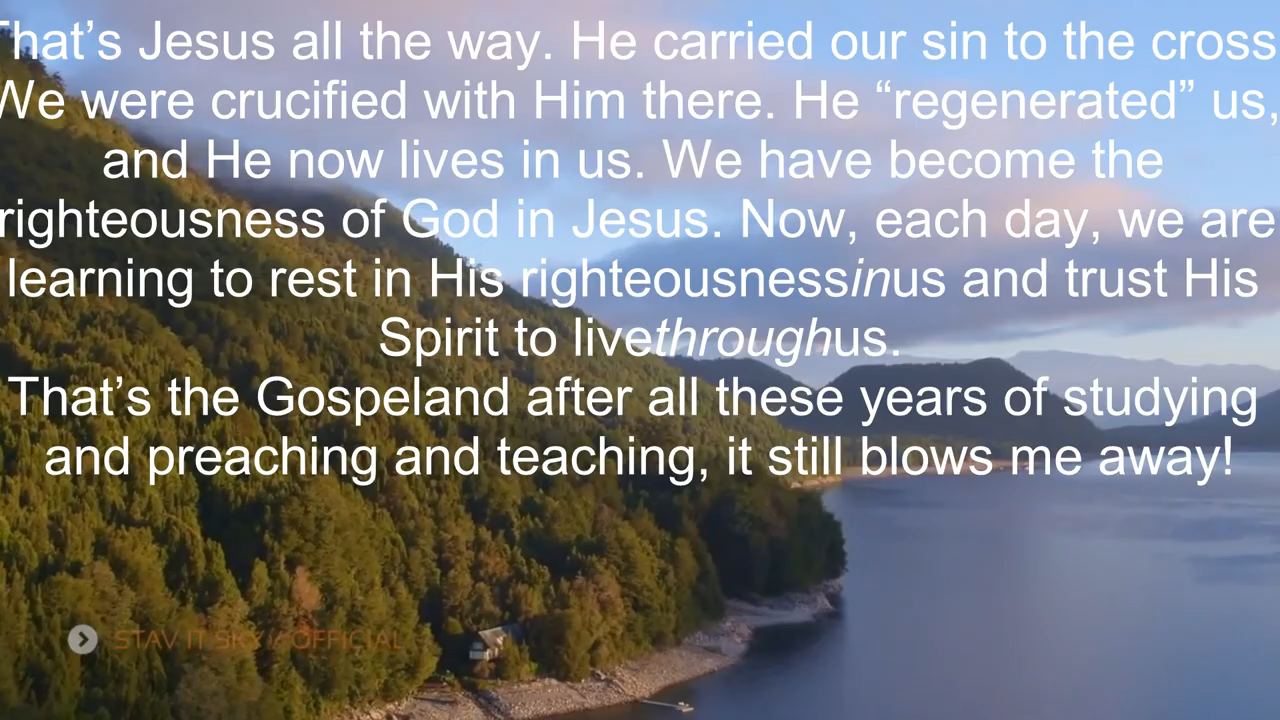 That’s Jesus all the way. He carried our sin to the cross
We were crucified with Him there. He “regenerated” us,
and He now lives in us. We have become the
righteousness of God in Jesus. Now, each day, we are
learning to rest in His righteousnessinus and trust His
Spirit to livethroughus.
That’s the Gospeland after all these years of studying
and preaching and teaching, it still blows me away!
OFFICIAL